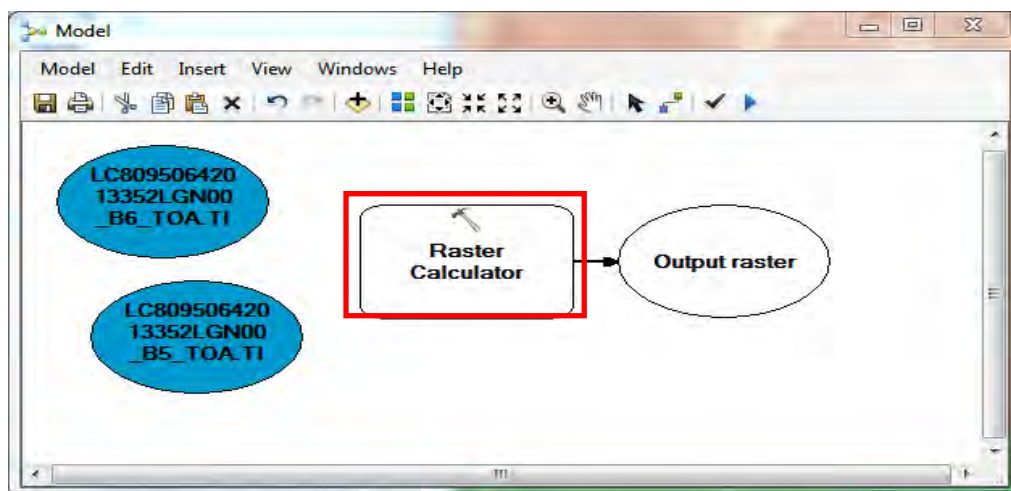 Model
Model Edit Insert View Windows Help
LC809506420
13352LGN00
_B6_TOA.TI
Raster
Calculator
Output raster
LC809506420
13352LGN00
_B5_TOA.TI